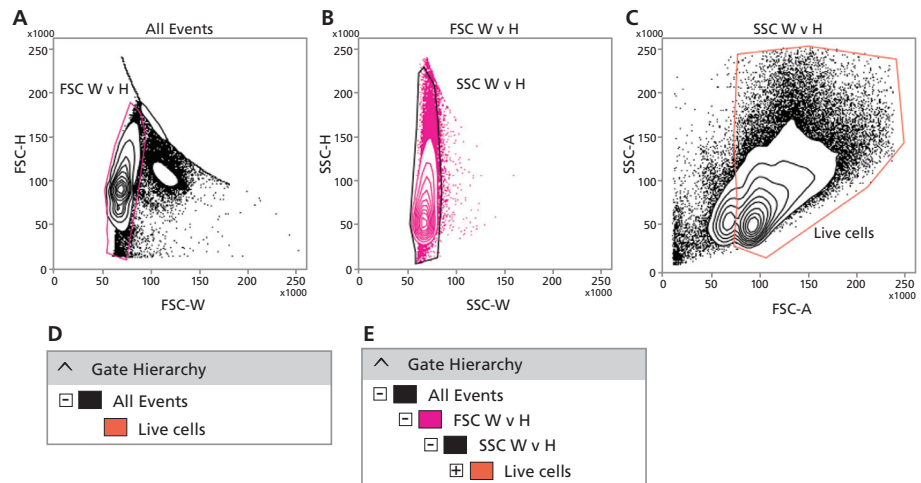 A
All Events
x1000
250
200
150
100
50
0
FSC-H
FSC W v H
0 50 100 150 200 250
x1000
FSC-W
B
FSC W v H
x1000
250
200
150
100
50
0
SSC-H
SSC W v H
0 50 100 150 200 250
x1000
SSC-W
C
SSC W v H
x1000
250
200
150
100
50
0
SSC-A
Live cells
0 50 100 150 200 250
x1000
FSC-A
D
Gate Hierarchy
All Events
Live cells
E
Gate Hierarchy
All Events
FSC W v H
SSC W v H
Live cells